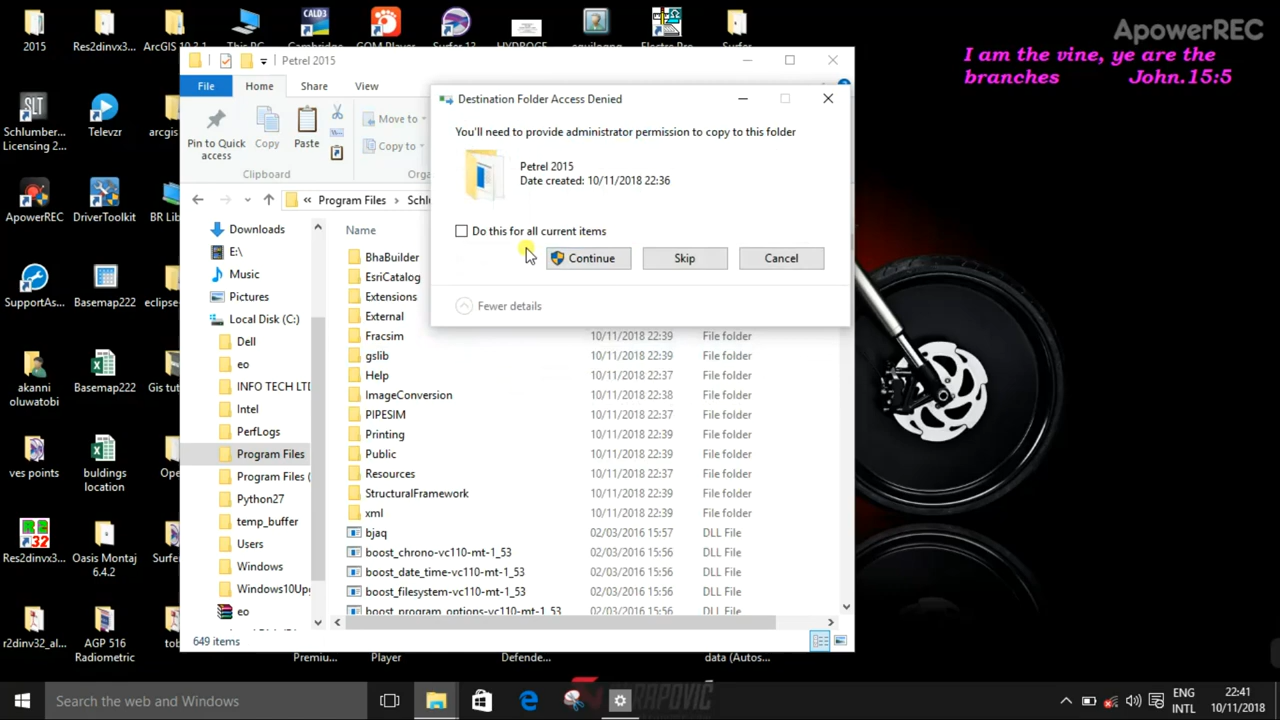 2015
Res2dinvx3...
ArcGIS 10.2.1
This PC
Cambridge
GOM Player
Surfer 13
HYDROGE
Electre Pro
Surfer
CALD3
ApowerREC
I am the vine, ye are the
branches John.15:5
Petrel 2015
File
Home
Share
View
Pin to Quick
access
Copy
Paste
Move to
Copy to
Clipboard
Orga
« Program Files > Schl
Destination Folder Access Denied
You'll need to provide administrator permission to copy to this folder
Petrel 2015
Date created: 10/11/2018 22:36
Do this for all current items
Continue
Skip
Cancel
Fewer details
SLT
Schlumber...
Licensing 2...
Televzr
arcgis
ApowerREC
DriverToolkit
BR Lib
SupportAs...
Basemap222
eclipse
akanni
oluwatobi
Basemap222
Gis tut
ves points
buldings
location
Ope
R2
32
Res2dinvx3...
Oasis Montaj
6.4.2
Surfe
r2dinv32_al...
AGP 516
Radiometric
tob
Downloads
E:\
Music
Pictures
Local Disk (C:)
Dell
eo
INFO TECH LTD
Intel
PerfLogs
Program Files
Program Files (
Python27
temp_buffer
Users
Windows
Windows10Upg
eo
Name
BhaBuilder
EsriCatalog
Extensions
External
Fracsim 10/11/2018 22:39 File folder
gslib 10/11/2018 22:39 File folder
Help 10/11/2018 22:37 File folder
ImageConversion 10/11/2018 22:38 File folder
PIPESIM 10/11/2018 22:37 File folder
Printing 10/11/2018 22:39 File folder
Public 10/11/2018 22:39 File folder
Resources 10/11/2018 22:37 File folder
StructuralFramework 10/11/2018 22:39 File folder
xml 10/11/2018 22:39 File folder
bjaq 02/03/2016 15:57 DLL File
boost_chrono-vc110-mt-1_53 02/03/2016 15:56 DLL File
boost_date_time-vc110-mt-1_53 02/03/2016 15:56 DLL File
boost_filesystem-vc110-mt-1_53 02/03/2016 15:56 DLL File
boost_program_options-vc110-mt-1_53 02/03/2016 15:56 DLL File
649 items
Premiu...
Player
Defende...
data (Autos...
Search the web and Windows
ENG
INTL
22:41
10/11/2018